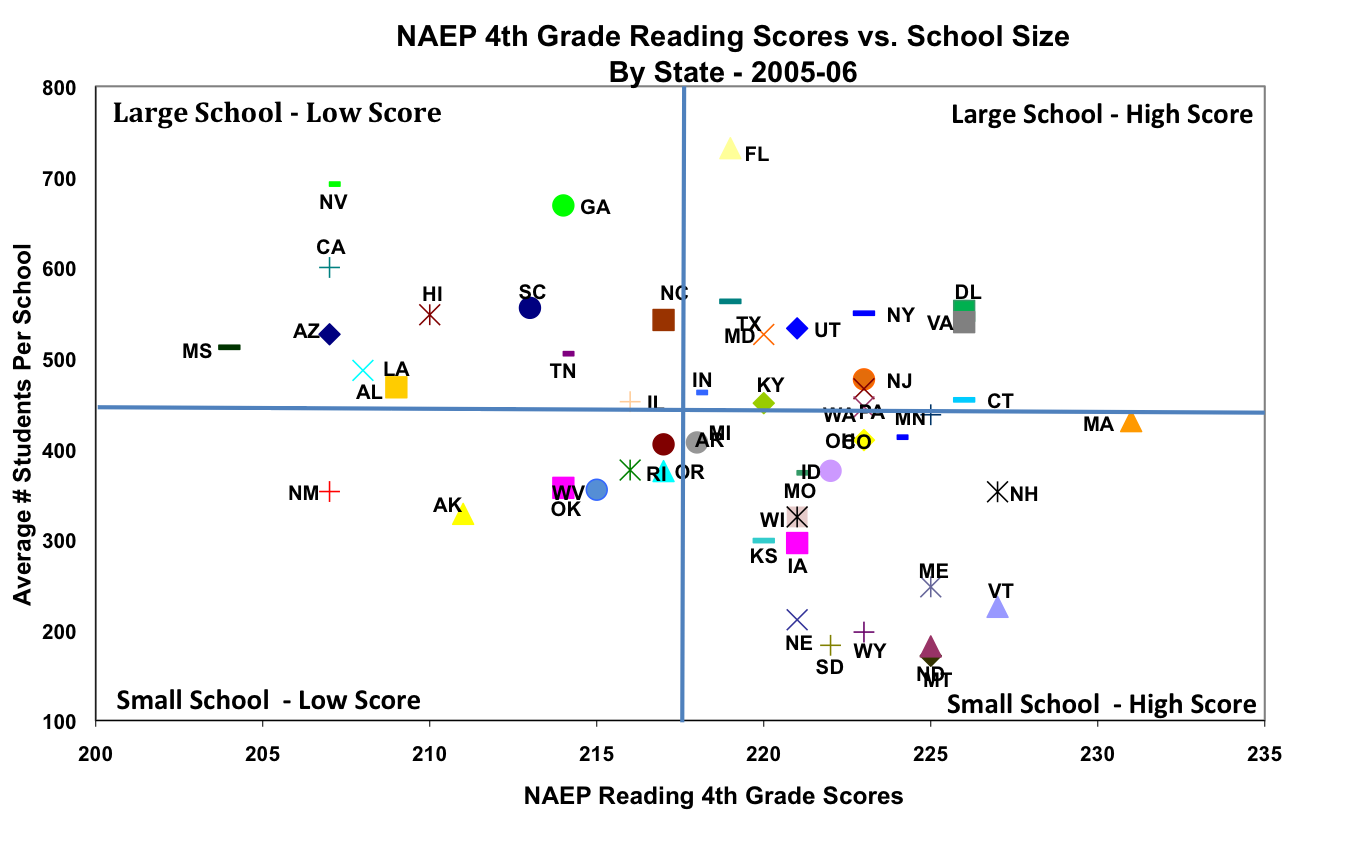 NAEP 4th Grade Reading Scores vs. School Size
By State - 2005-06
800
Large School - Low Score
Large School - High Score
FL
700
NV
GA
CA
600
HI
SC
NC
DL
AZ
TX
UT
NY
VA
MD
MS
500
TN
LA
AL
IN
KY
NJ
CT
IL
WA
PA
MN
MA
400
AR
MI
OH
CO
RI
OR
ID
NM
WV
MO
NH
AK
OK
WI
300
KS
IA
ME
VT
200
NE
SD
WY
ND
MT
Small School - Low Score
Small School - High Score
100
200
205
210
215
220
225
230
235
NAEP Reading 4th Grade Scores
Average # Students Per School